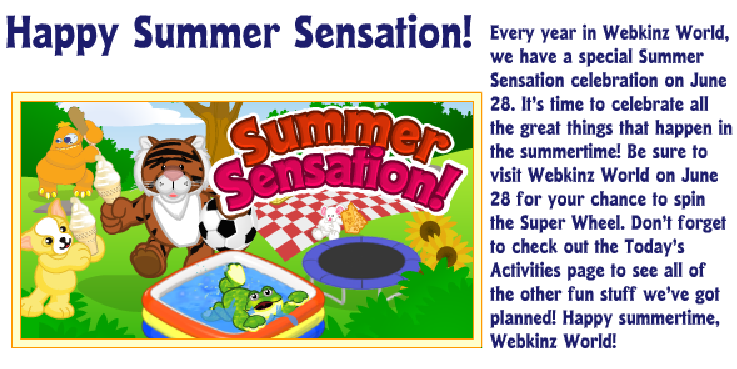 Happy Summer Sensation!
Summer
Sensation!
Every year in Webkinz World,
we have a special Summer
Sensation celebration on June
28. It's time to celebrate all
the great things that happen in
the summertime! Be sure to
visit Webkinz World on June
28 for your chance to spin
the Super Wheel. Don't forget
to check out the Today's
Activities page to see all of
the other fun stuff we've got
planned! Happy summertime,
Webkinz World!